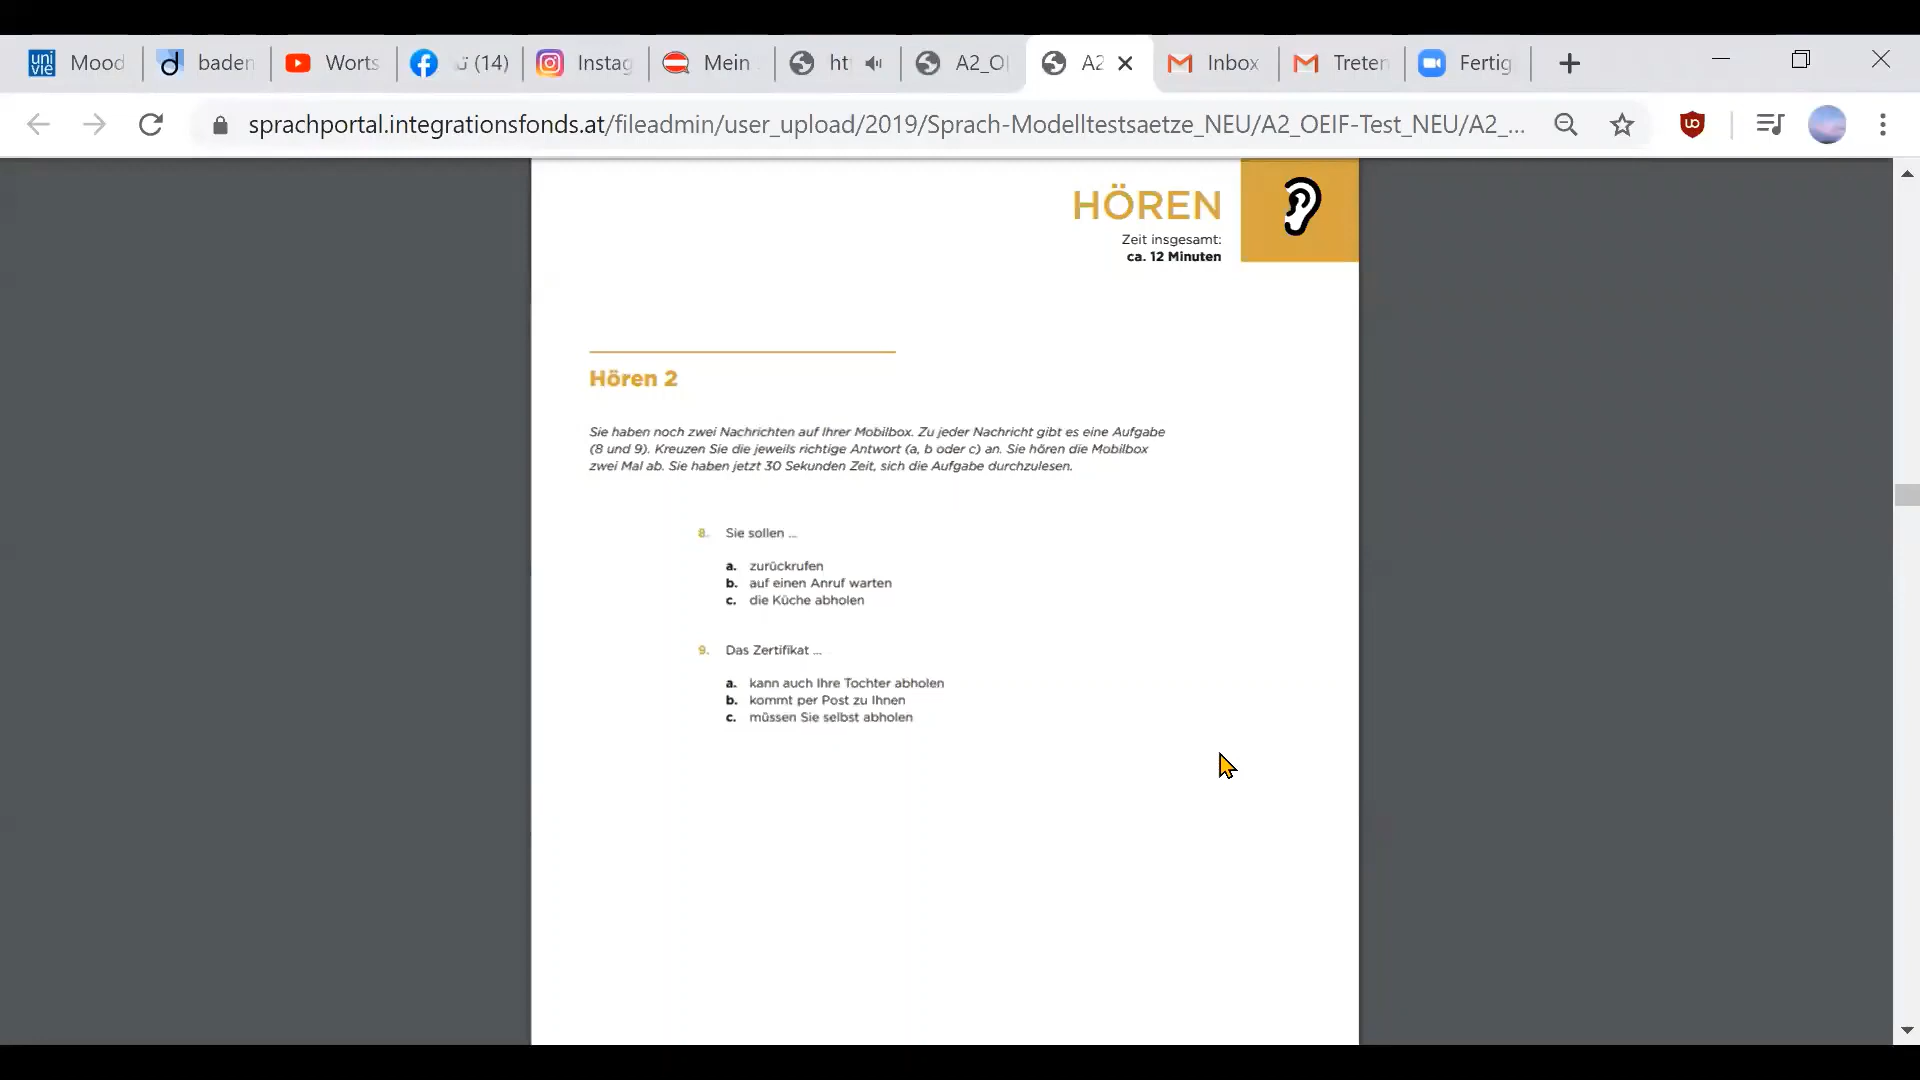 uni
vie
Mood
baden
Worts
(14)
Instag
Mein
ht
A2_O
A2
Inbox
Treten
Fertig
sprachportal.integrationsfonds.at/fileadmin/user_upload/2019/Sprach-Modelltestsaetze_NEU/A2_OEIF-Test_NEU/A2_...
HÖREN
Zeit insgesamt:
ca. 12 Minuten
Hören 2
Sie haben noch zwei Nachrichten auf Ihrer Mobilbox. Zu jeder Nachricht gibt es eine Aufgabe
(8 und 9). Kreuzen Sie die jeweils richtige Antwort (a, b oder c) an. Sie hören die Mobilbox
zwei Mal ab. Sie haben jetzt 30 Sekunden Zeit, sich die Aufgabe durchzulesen.
8. Sie sollen ...
a. zurückrufen
b. auf einen Anruf warten
c. die Küche abholen
9. Das Zertifikat ...
a. kann auch Ihre Tochter abholen
b. kommt per Post zu Ihnen
c. müssen Sie selbst abholen